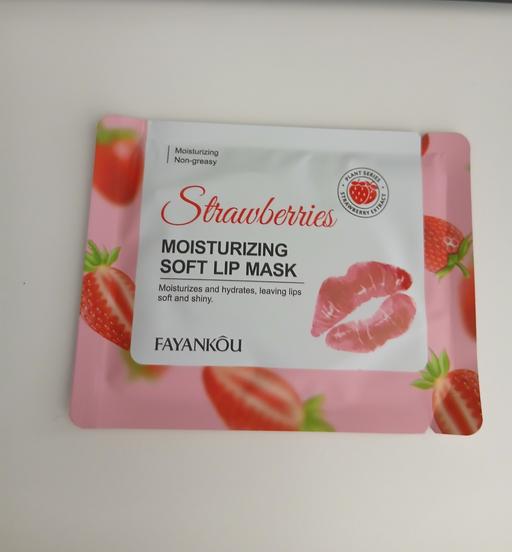 Moisturizing
Non-greasy
PLANT SERIES
STRAWBERRY EXTRACT
Strawberries
MOISTURIZING
SOFT LIP MASK
Moisturizes and hydrates, leaving lips
soft and shiny.
FAYANKÔU